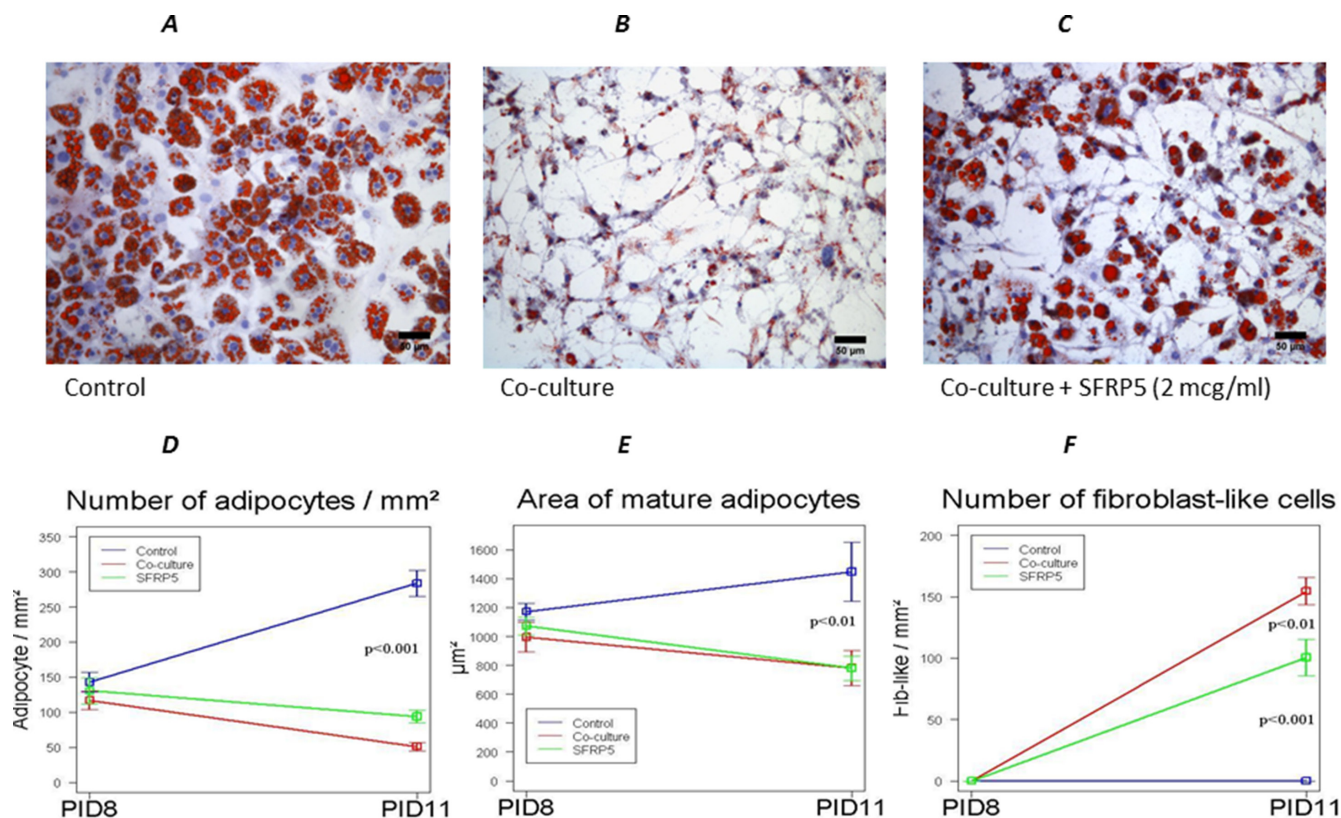 A
B
C
50 µm
50 µm
50 µm
Control
Co-culture
Co-culture + SFRP5 (2 mcg/ml)
D
E
F
Number of adipocytes / mm²
Adipocyte / mm²
350
300
250
200
150
100
50
0
Control
Co-culture
SFRP5
p<0.001
PID8
PID11
Area of mature adipocytes
µm²
1600
1400
1200
1000
800
600
400
200
0
p<0.01
Control
Co-culture
SFRP5
PID8
PID11
Number of fibroblast-like cells
Fib-like / mm²
200
150
100
50
0
Control
Co-culture
SFRP5
p<0.01
p<0.001
PID8
PID11